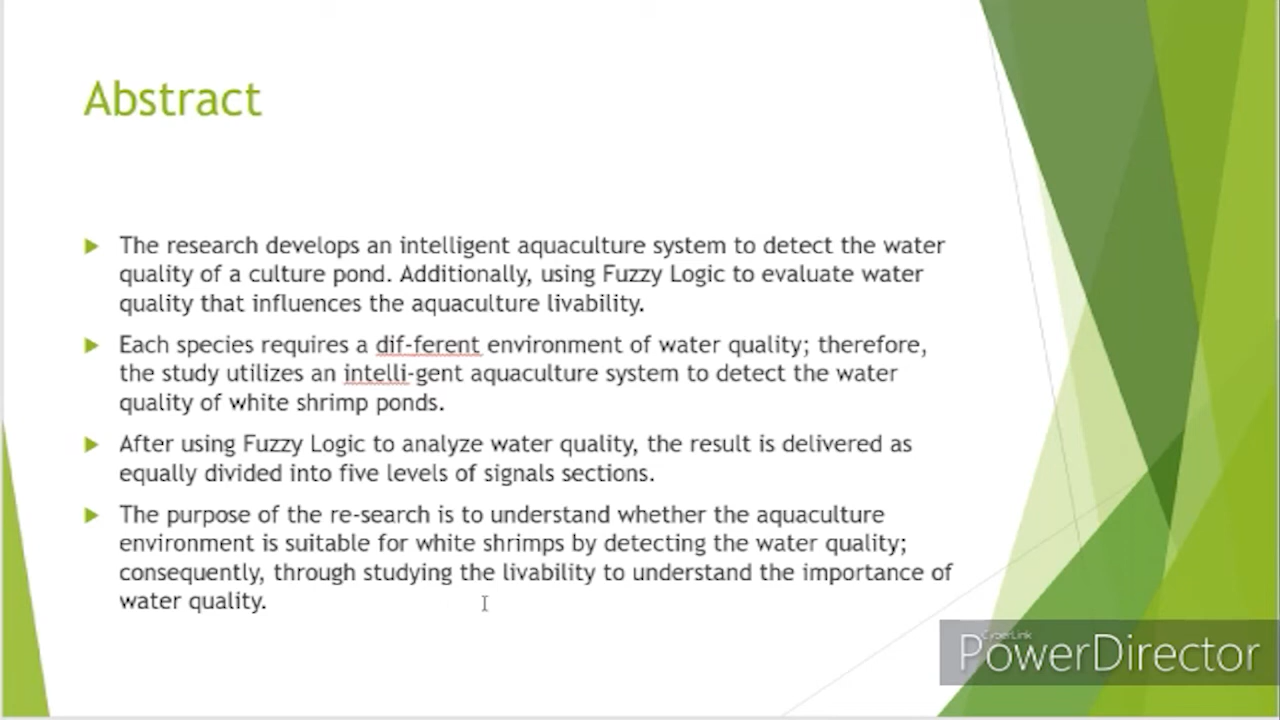 Abstract
The research develops an intelligent aquaculture system to detect the water
quality of a culture pond. Additionally, using Fuzzy Logic to evaluate water
quality that influences the aquaculture livability.
Each species requires a dif-ferent environment of water quality; therefore,
the study utilizes an intelli-gent aquaculture system to detect the water
quality of white shrimp ponds.
After using Fuzzy Logic to analyze water quality, the result is delivered as
equally divided into five levels of signals sections.
The purpose of the re-search is to understand whether the aquaculture
environment is suitable for white shrimps by detecting the water quality;
consequently, through studying the livability to understand the importance of
water quality.
CyberLink
PowerDirector